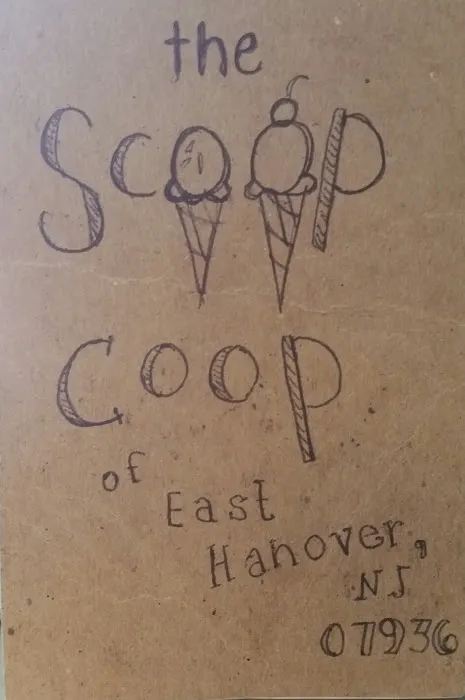 the
Scoop
Coop
of
East
Hanover,
NJ
07936